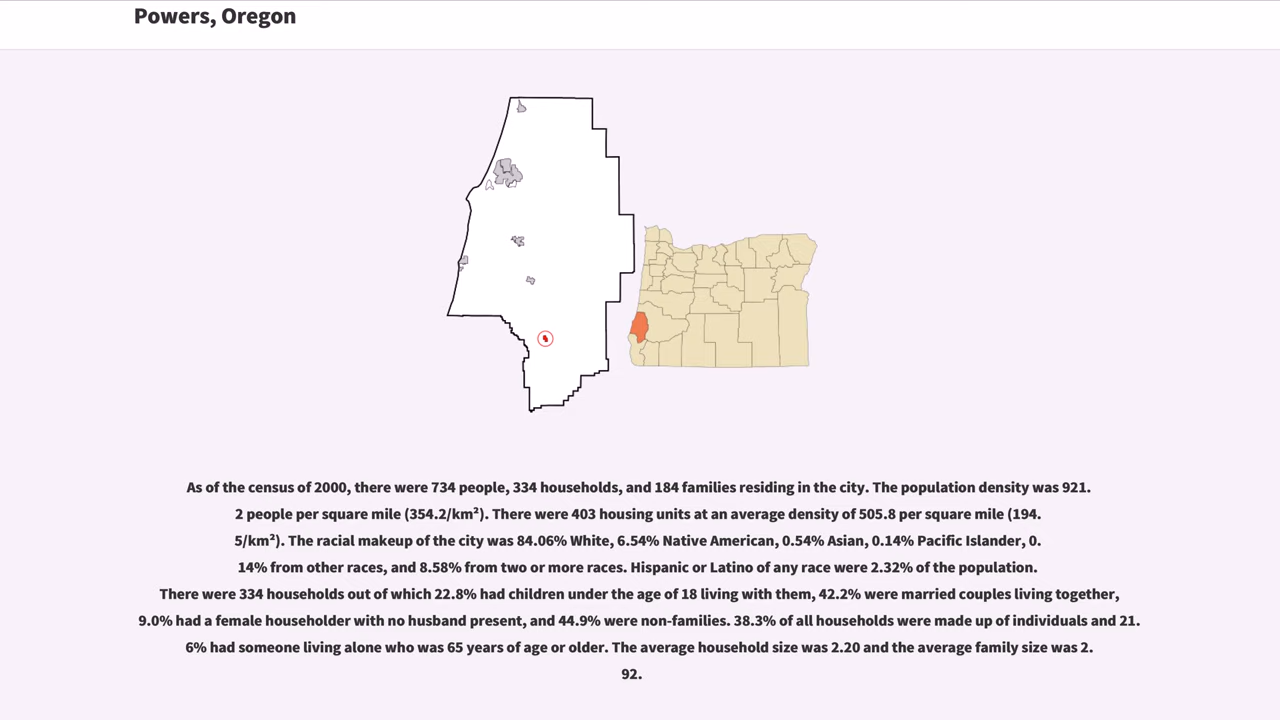 Powers, Oregon
As of the census of 2000, there were 734 people, 334 households, and 184 families residing in the city. The population density was 921.
2 people per square mile (354.2/km²). There were 403 housing units at an average density of 505.8 per square mile (194.
5/km²). The racial makeup of the city was 84.06% White, 6.54% Native American, 0.54% Asian, 0.14% Pacific Islander, 0.
14% from other races, and 8.58% from two or more races. Hispanic or Latino of any race were 2.32% of the population.
There were 334 households out of which 22.8% had children under the age of 18 living with them, 42.2% were married couples living together,
9.0% had a female householder with no husband present, and 44.9% were non-families. 38.3% of all households were made up of individuals and 21.
6% had someone living alone who was 65 years of age or older. The average household size was 2.20 and the average family size was 2.
92.